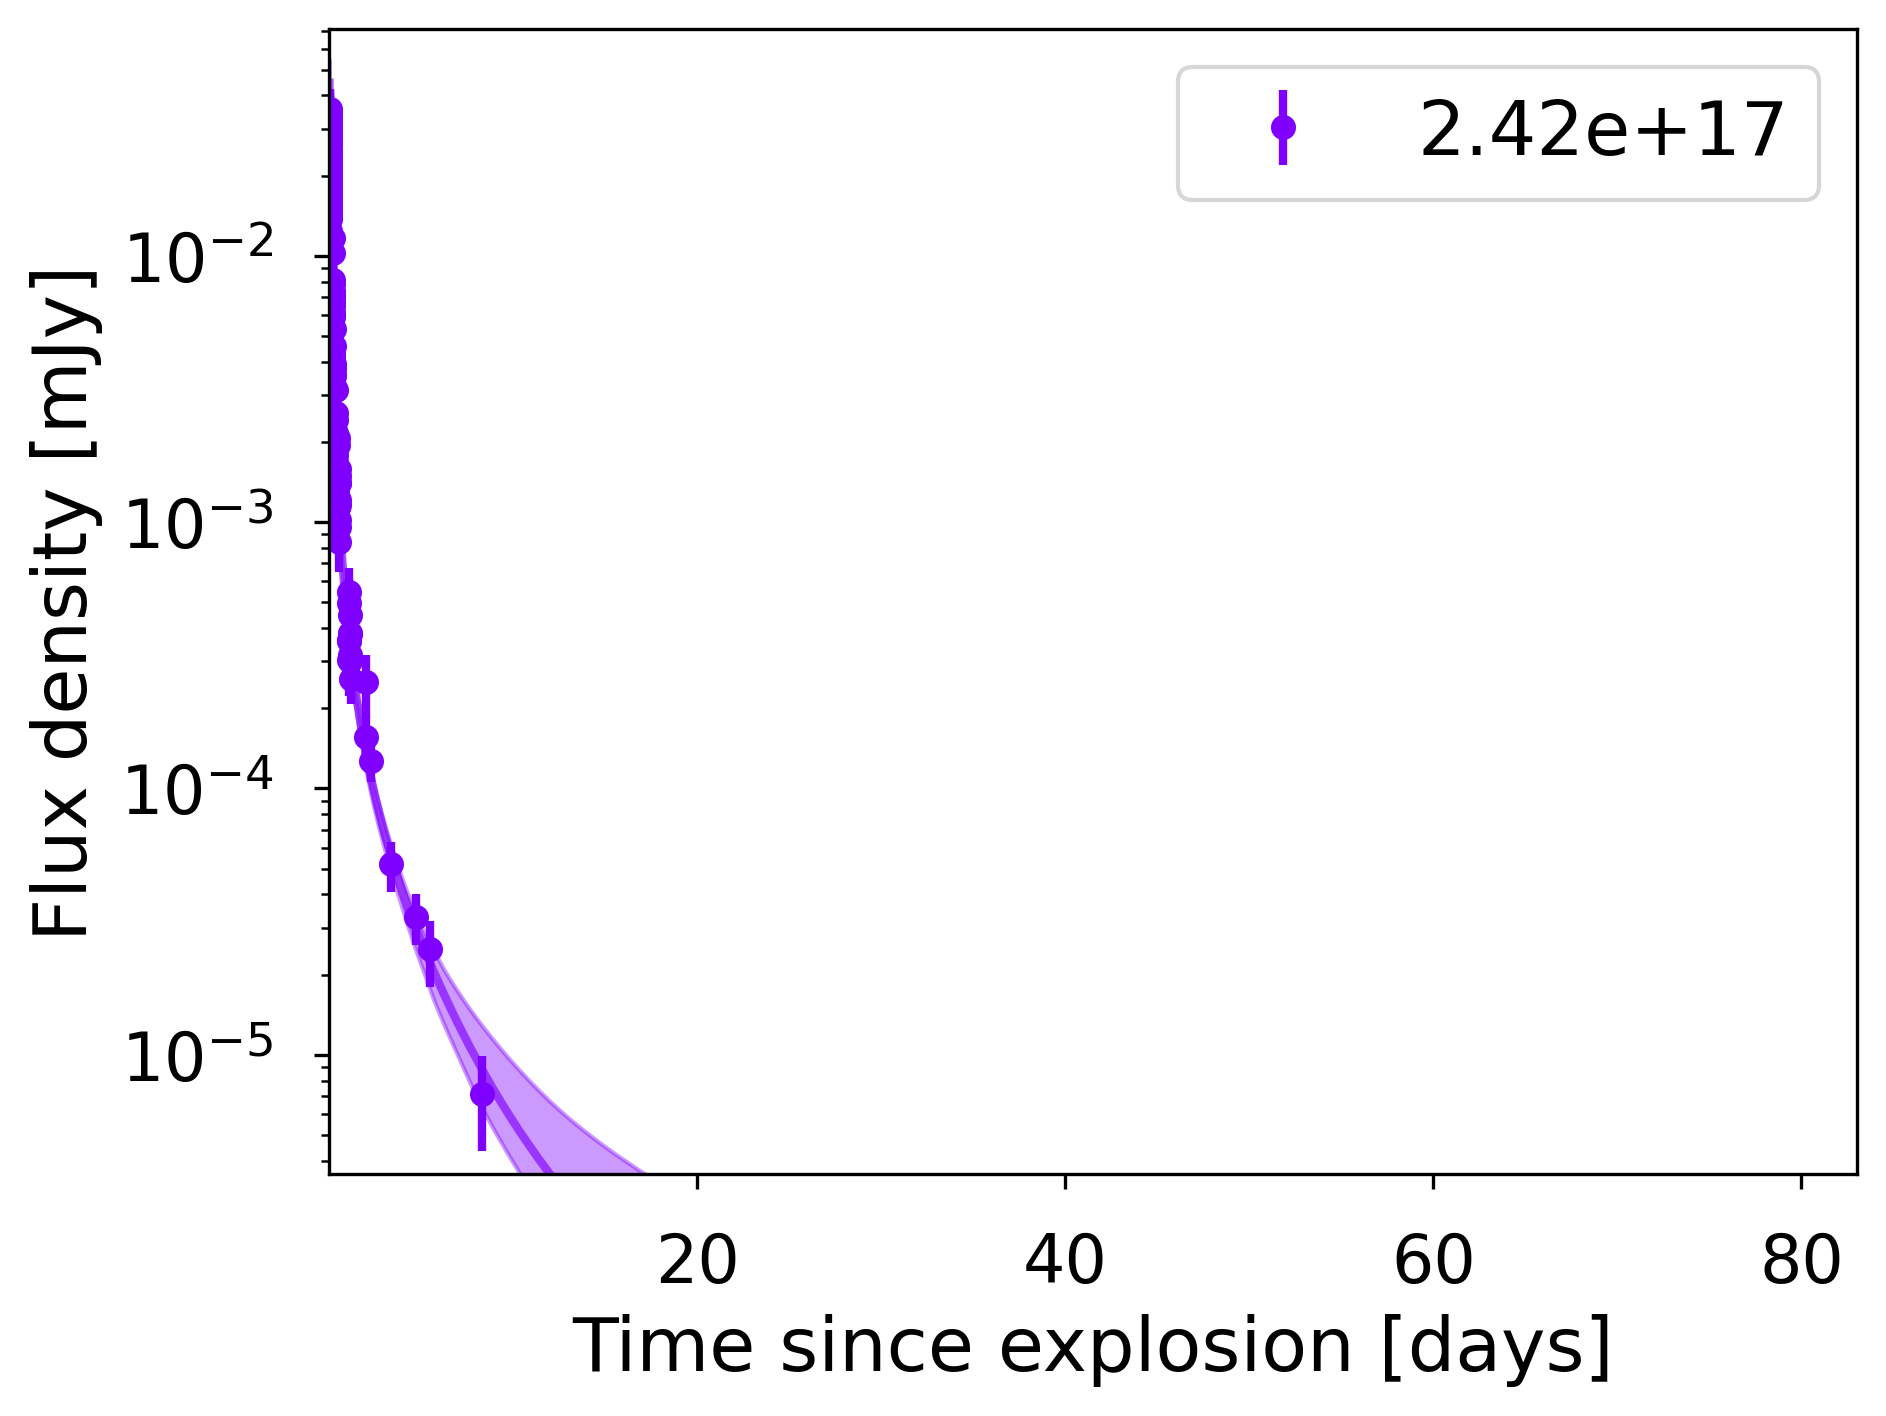 2.42e+17
10⁻²
10⁻³
10⁻⁴
10⁻⁵
Flux density [mJy]
20 40 60 80
Time since explosion [days]